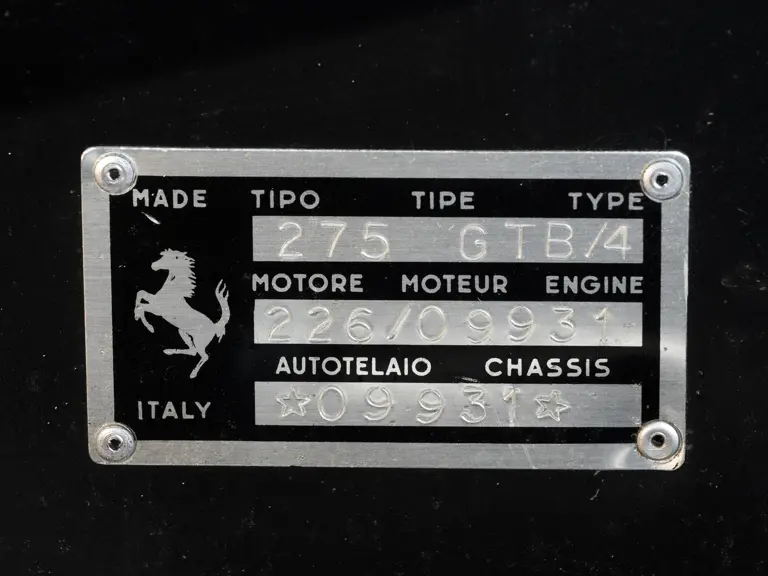 MADE TIPO TIPE TYPE
275 GTB/4
MOTORE MOTEUR ENGINE
226/09931
AUTOTELAIO CHASSIS
ITALY ☆09931☆